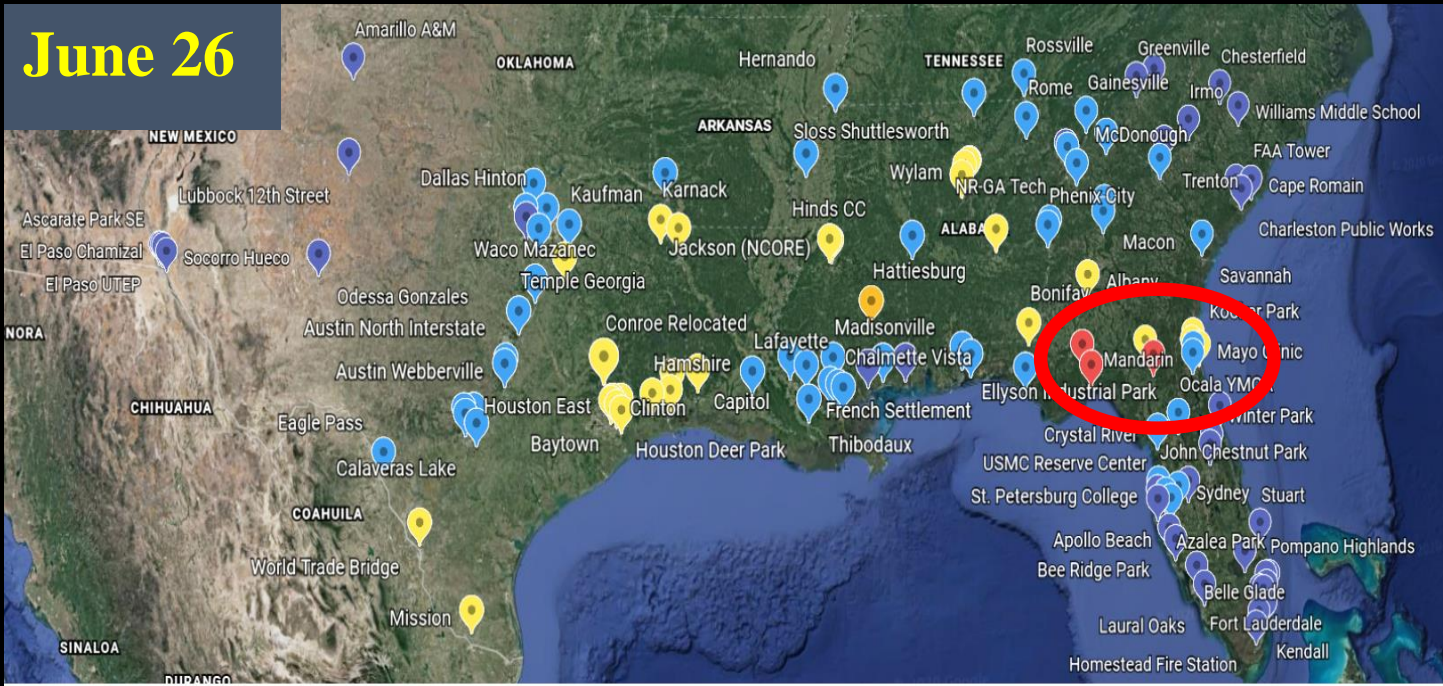 June 26
Amarillo A&M
OKLAHOMA
Hernando
TENNESSEE
Rossville
Greenville
Chesterfield
Rome
Gainesville
Irmo
Williams Middle School
NEW MEXICO
ARKANSAS
Sloss Shuttlesworth
McDonough
FAA Tower
Lubbock 12th Street
Dallas Hinton
Kaufman
Karnack
Wylam
NR-GA Tech
Phenix City
Trenton
Cape Romain
Ascarate Park SE
Hinds CC
Charleston Public Works
El Paso Chamizal
Socorro Hueco
Waco Mazanec
Jackson (NCORE)
Macon
El Paso UTEP
Temple Georgia
Hattiesburg
Albany
Savannah
Odessa Gonzales
Austin North Interstate
Conroe Relocated
Madisonville
Lafayette
Chalmette Vista
Mandarin
Austin Webberville
Hamshire
Ellyson Industrial Park
CHIHUAHUA
Houston East
Clinton
Capitol
French Settlement
Winter Park
Eagle Pass
Baytown
Houston Deer Park
Thibodaux
Crystal River
John Chestnut Park
Calaveras Lake
USMC Reserve Center
St. Petersburg College
Sydney
Stuart
COAHUILA
Apollo Beach
Azalea Park
Pompano Highlands
World Trade Bridge
Bee Ridge Park
Belle Glade
Mission
Laural Oaks
Fort Lauderdale
SINALOA
Homestead Fire Station
Kendall
DURANGO